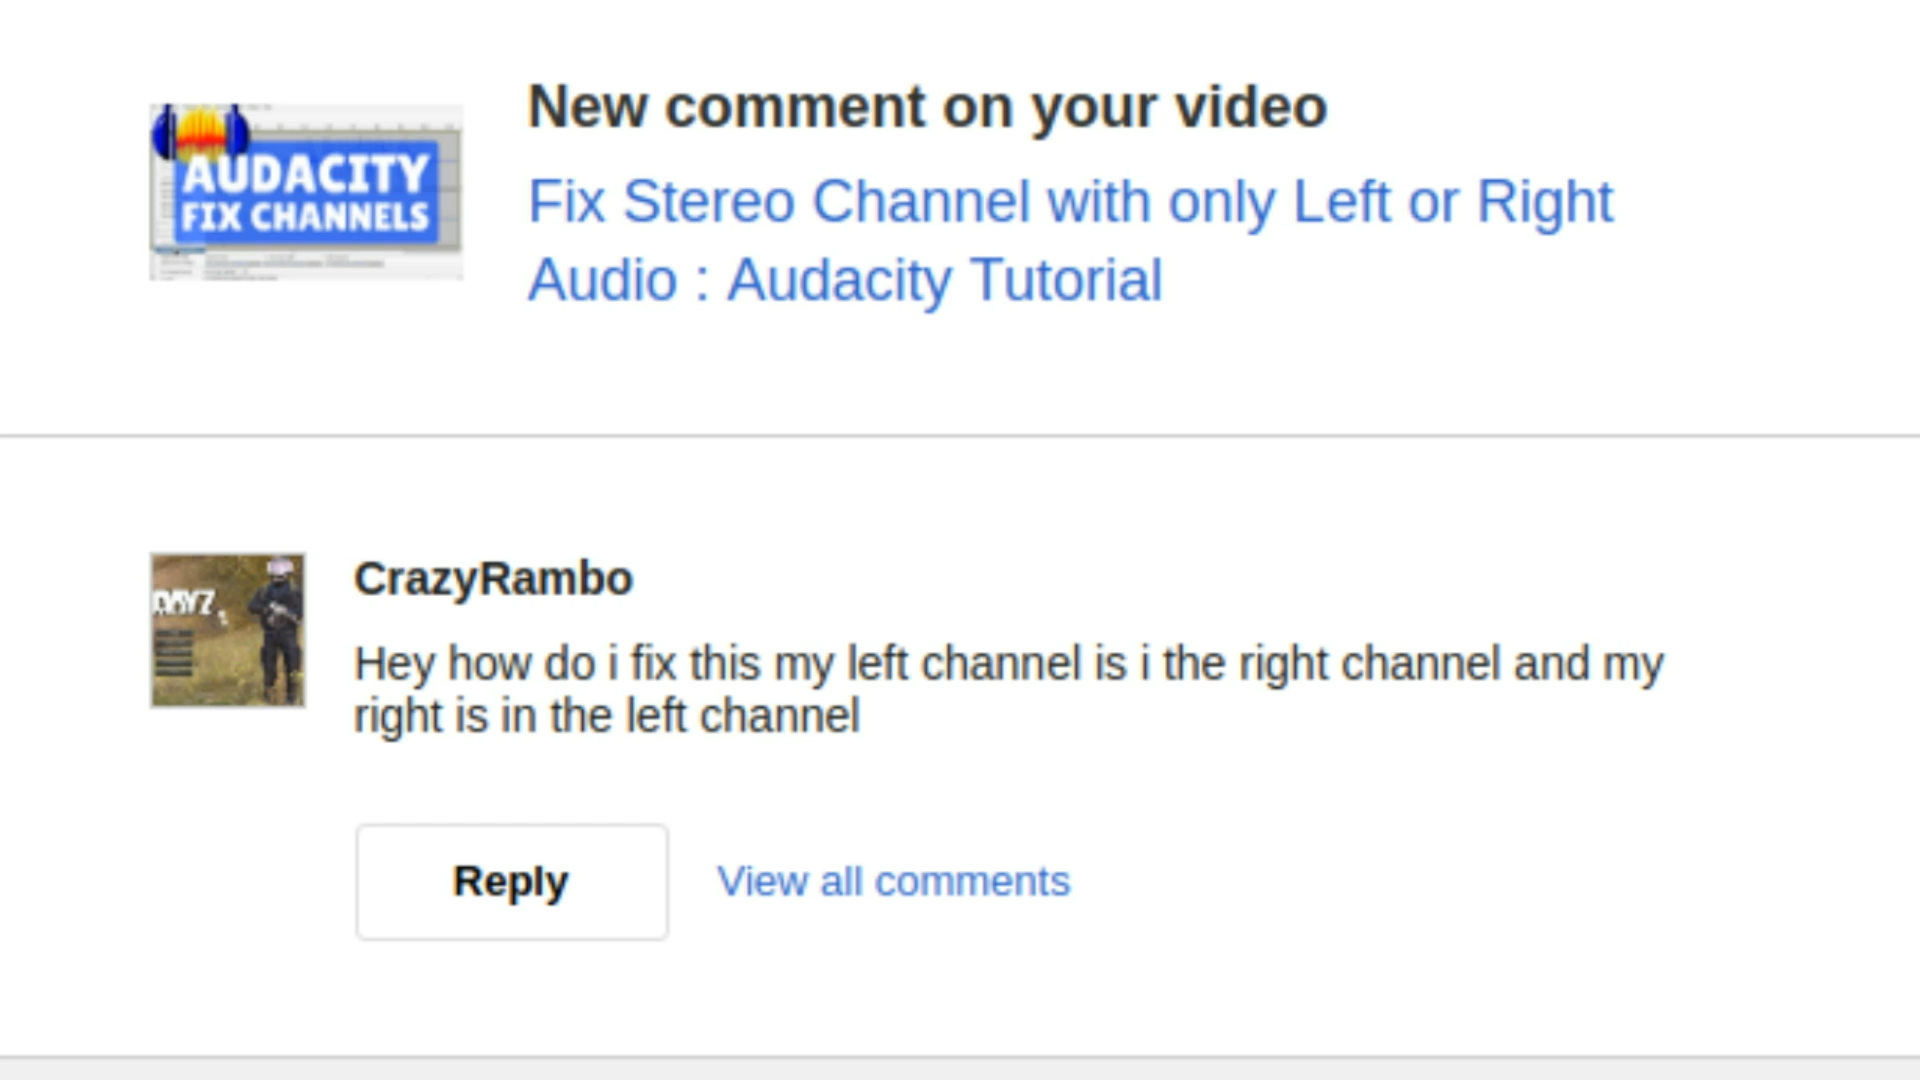 New comment on your video
AUDACITY
FIX CHANNELS
Fix Stereo Channel with only Left or Right
Audio : Audacity Tutorial
CrazyRambo
DAYZ
Hey how do i fix this my left channel is i the right channel and my
right is in the left channel
Reply
View all comments